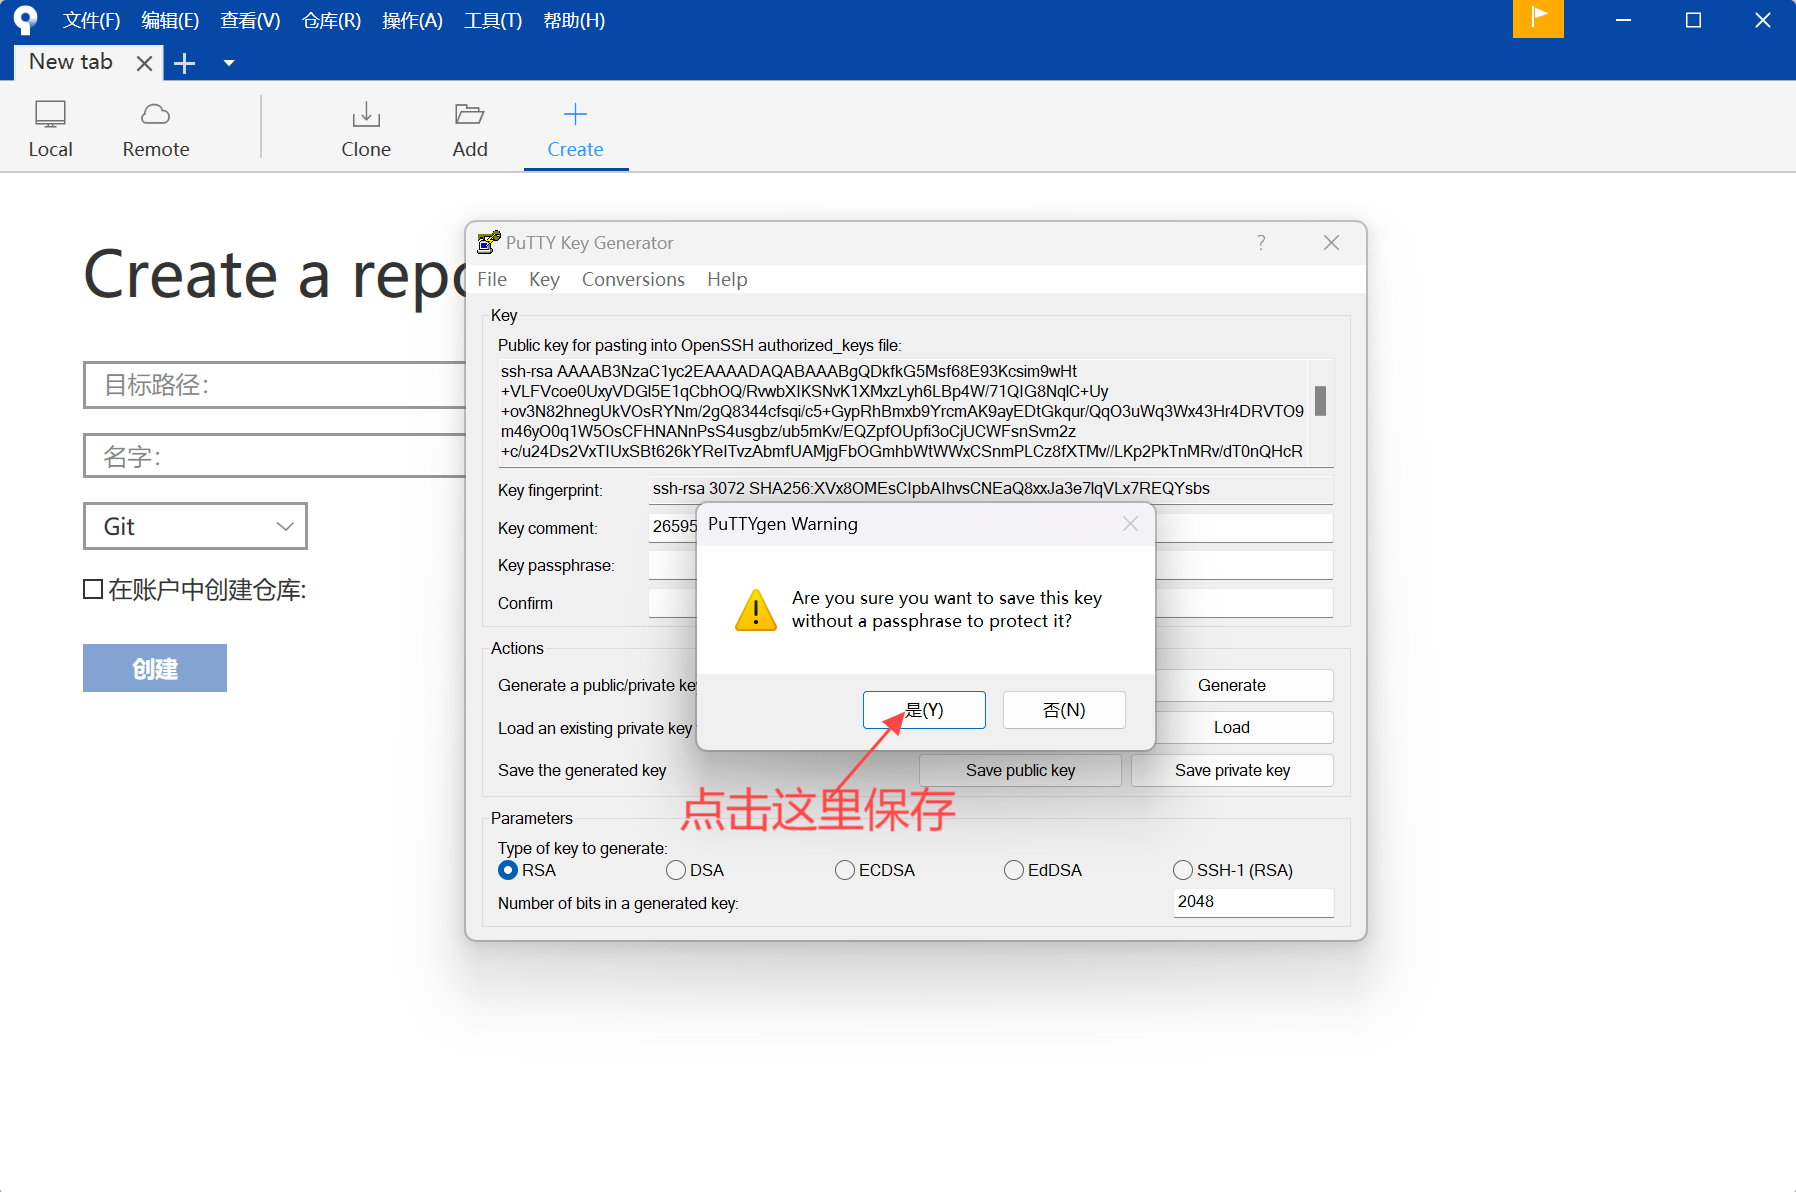 文件(F) 编辑(E) 查看(V) 仓库(R) 操作(A) 工具(T) 帮助(H)
New tab
Local Remote Clone Add Create
Create a repo
目标路径:
名字:
Git
在账户中创建仓库:
创建
PuTTY Key Generator ?
File Key Conversions Help
Key
Public key for pasting into OpenSSH authorized_keys file:
ssh-rsa AAAAB3NzaC1yc2EAAAADAQABAAABgQDkfkG5Msf68E93Kcsim9wHt
+VLFVcoe0UxyVDGl5E1qCbhOQ/RvwbXIKSNvK1XMxzLyh6LBp4W/71QIG8NqlC+Uy
+ov3N82hnegUkVOsRYNm/2gQ8344cfsqi/c5+GypRhBmxb9YrcmAK9ayEDtGkqur/QqO3uWq3Wx43Hr4DRVTO9
m46yO0q1W5OsCFHNANnPsS4usgbz/ub5mKv/EQZpfOUpfi3oCjUCWFsnSvm2z
+c/u24Ds2VxTIUxSBt626kYReITvzAbmfUAMjgFbOGmhbWtWWxCSnmPLCz8fXTMv//LKp2PkTnMRv/dT0nQHcR
Key fingerprint: ssh-rsa 3072 SHA256:XVx8OMEsCIpbAIhvsCNEaQ8xxJa3e7lqVLx7REQYsbs
Key comment: 26595
Key passphrase:
Confirm
PuTTYgen Warning
Are you sure you want to save this key
without a passphrase to protect it?
是(Y) 否(N)
Actions
Generate a public/private ke Generate
Load an existing private key Load
Save the generated key Save public key Save private key
点击这里保存
Parameters
Type of key to generate:
RSA DSA ECDSA EdDSA SSH-1 (RSA)
Number of bits in a generated key: 2048